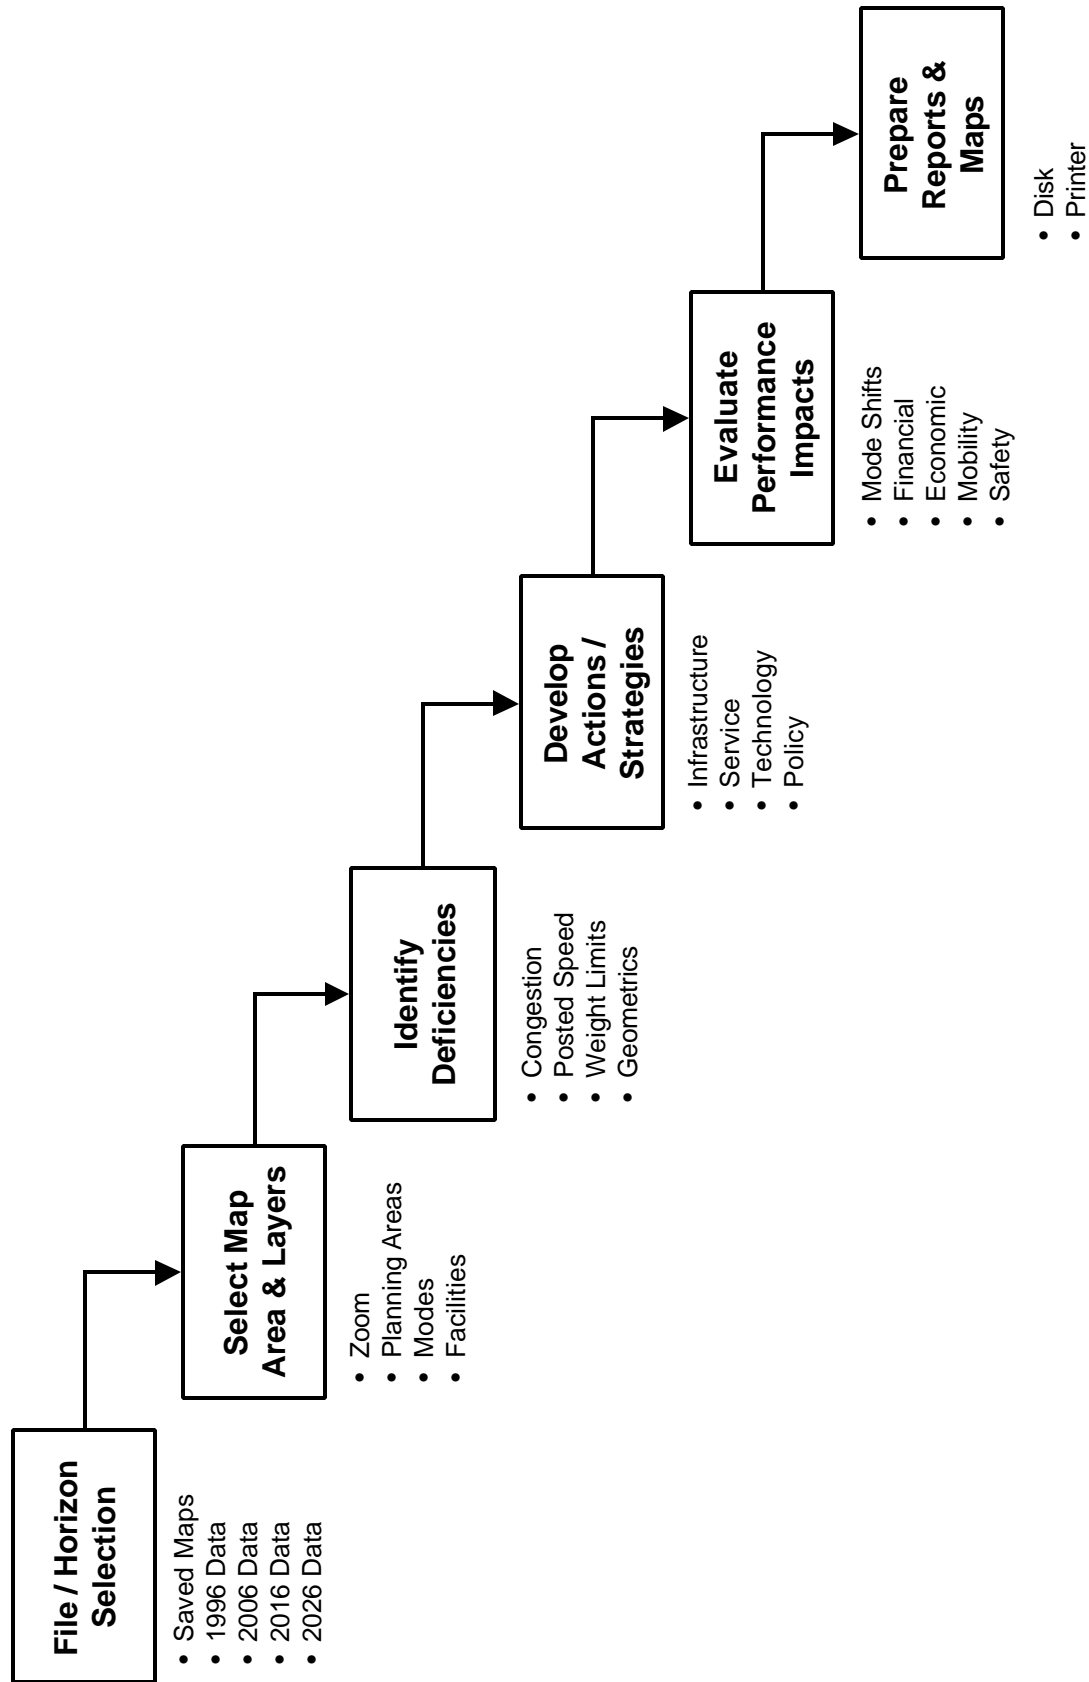 File / Horizon
Selection
• Saved Maps
• 1996 Data
• 2006 Data
• 2016 Data
• 2026 Data
Select Map
Area & Layers
• Zoom
• Planning Areas
• Modes
• Facilities
Identify
Deficiencies
• Congestion
• Posted Speed
• Weight Limits
• Geometrics
Develop
Actions /
Strategies
• Infrastructure
• Service
• Technology
• Policy
Evaluate
Performance
Impacts
• Mode Shifts
• Financial
• Economic
• Mobility
• Safety
Prepare
Reports &
Maps
• Disk
• Printer